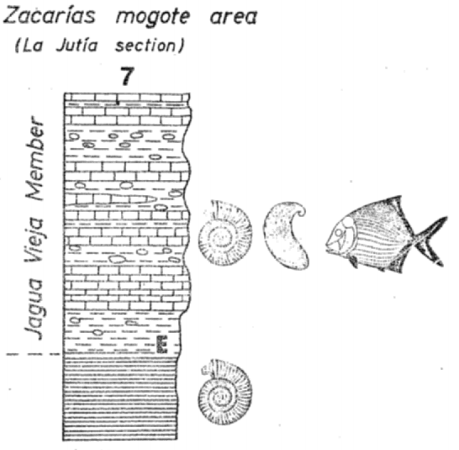 Zacarías mogote area
(La Jutía section)
7
Jagua Vieja Member
E